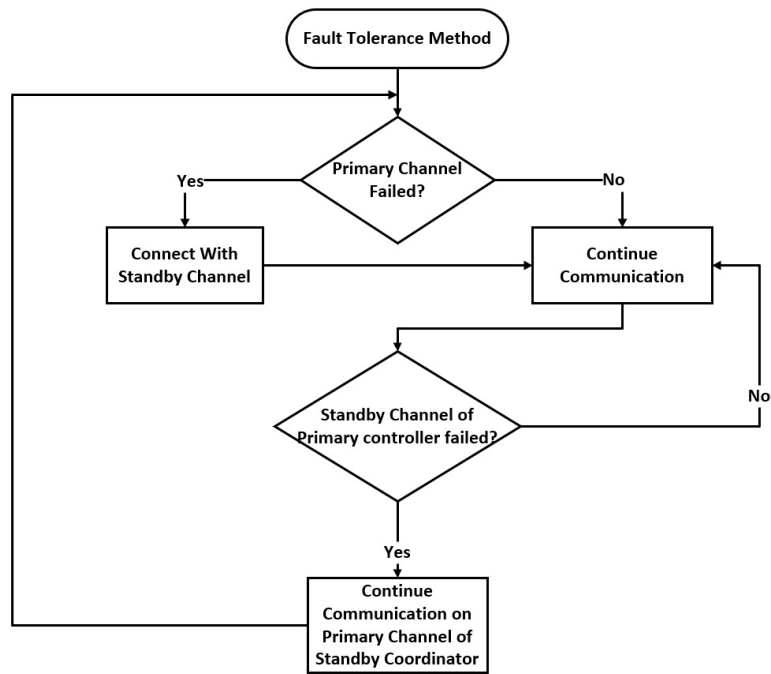 Fault Tolerance Method
Primary Channel
Failed?
Yes
No
Connect With
Standby Channel
Continue
Communication
Standby Channel of
Primary controller failed?
No
Yes
Continue
Communication on
Primary Channel of
Standby Coordinator